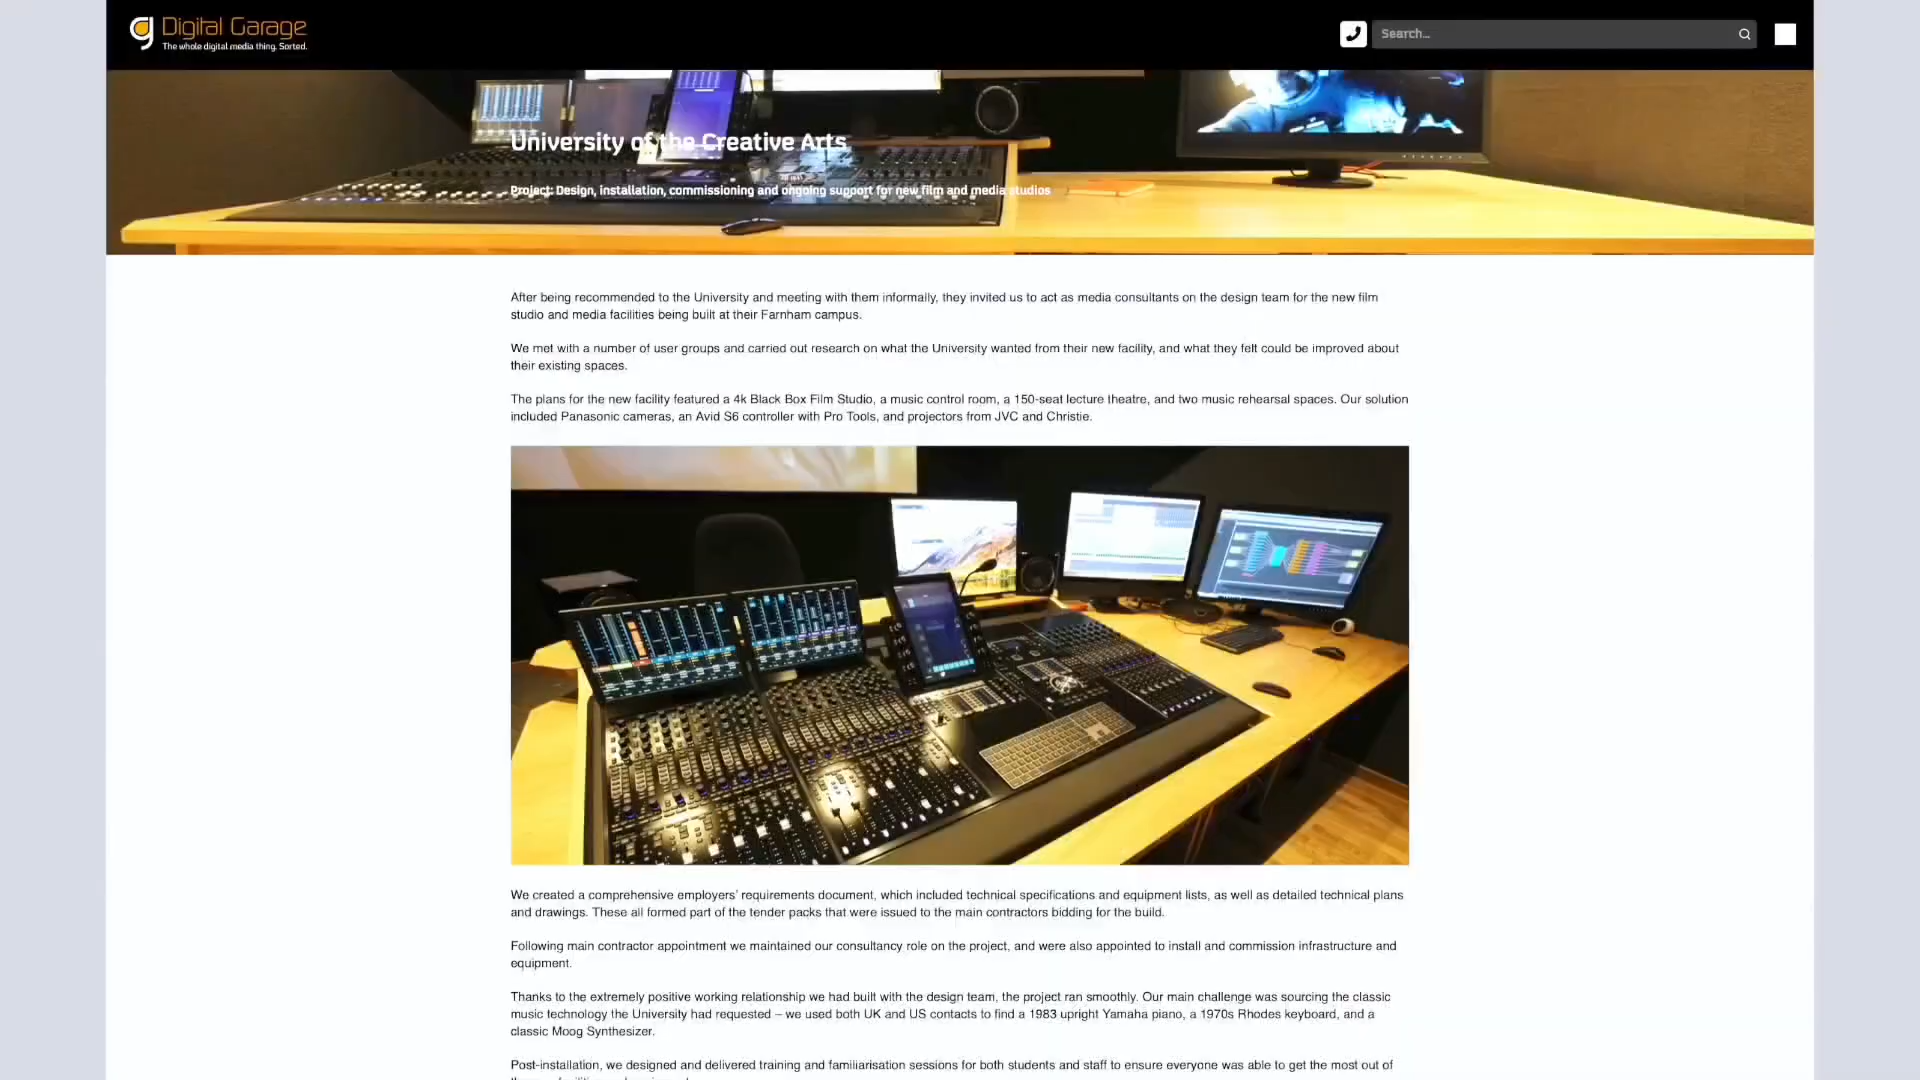 Digital Garage
The whole digital media thing. Sorted.
Search...
University of the Creative Arts
Project: Design, installation, commissioning and ongoing support for new film and media studios
After being recommended to the University and meeting with them informally, they invited us to act as media consultants on the design team for the new film
studio and media facilities being built at their Farnham campus.
We met with a number of user groups and carried out research on what the University wanted from their new facility, and what they felt could be improved about
their existing spaces.
The plans for the new facility featured a 4k Black Box Film Studio, a music control room, a 150-seat lecture theatre, and two music rehearsal spaces. Our solution
included Panasonic cameras, an Avid S6 controller with Pro Tools, and projectors from JVC and Christie.
We created a comprehensive employers' requirements document, which included technical specifications and equipment lists, as well as detailed technical plans
and drawings. These all formed part of the tender packs that were issued to the main contractors bidding for the build.
Following main contractor appointment we maintained our consultancy role on the project, and were also appointed to install and commission infrastructure and
equipment.
Thanks to the extremely positive working relationship we had built with the design team, the project ran smoothly. Our main challenge was sourcing the classic
music technology the University had requested – we used both UK and US contacts to find a 1983 upright Yamaha piano, a 1970s Rhodes keyboard, and a
classic Moog Synthesizer.
Post-installation, we designed and delivered training and familiarisation sessions for both students and staff to ensure everyone was able to get the most out of